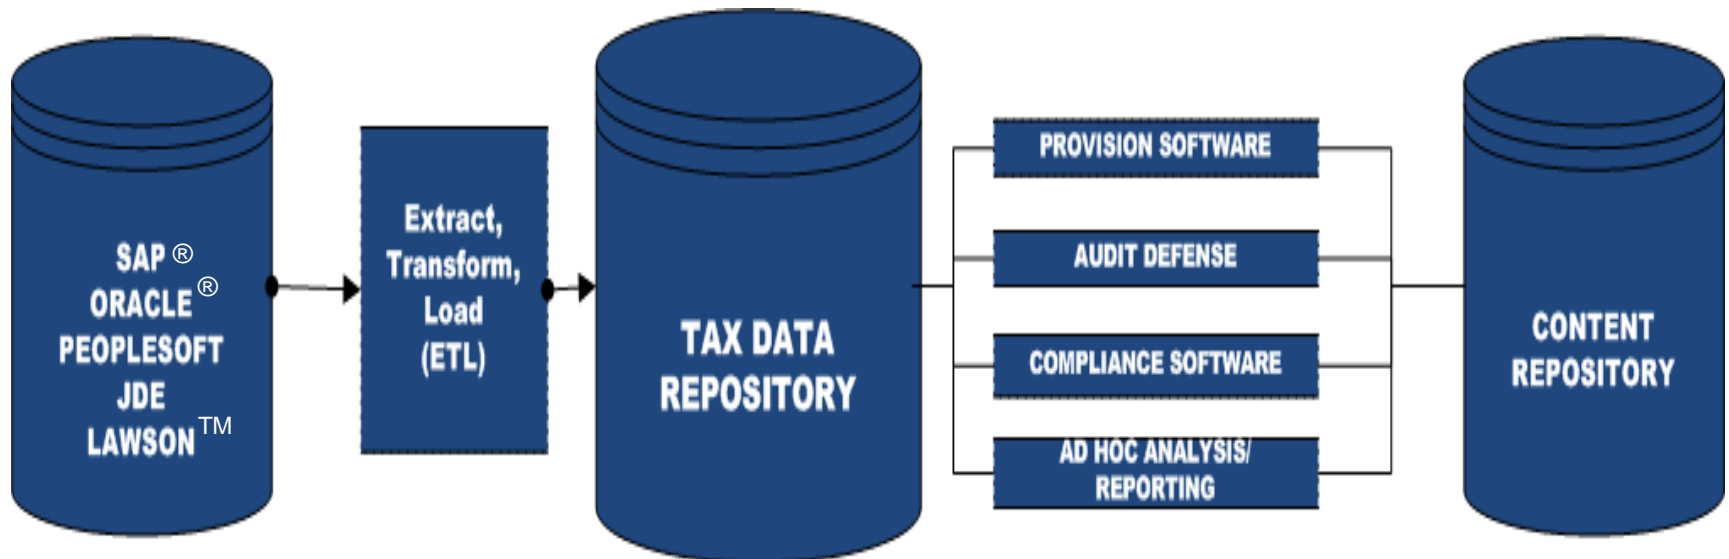 SAP ®
ORACLE ®
PEOPLESOFT
JDE
LAWSON TM
Extract,
Transform,
Load
(ETL)
TAX DATA
REPOSITORY
PROVISION SOFTWARE
AUDIT DEFENSE
COMPLIANCE SOFTWARE
AD HOC ANALYSIS/
REPORTING
CONTENT
REPOSITORY